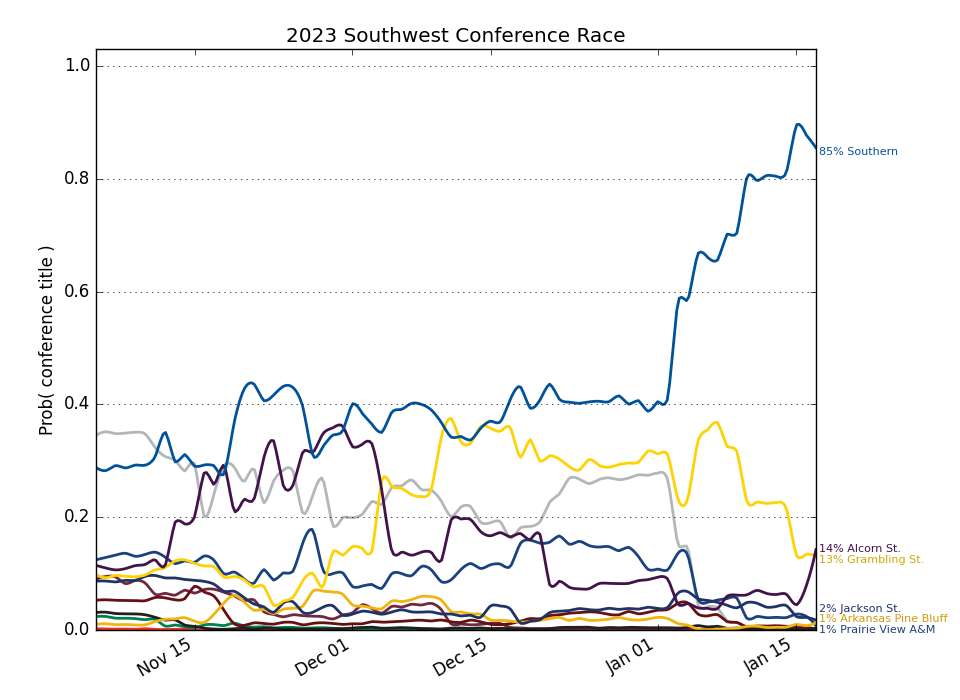 2023 Southwest Conference Race
Prob( conference title )
1.0
0.8
0.6
0.4
0.2
0.0
85% Southern
14% Alcorn St.
13% Grambling St.
2% Jackson St.
1% Arkansas Pine Bluff
1% Prairie View A&M
Nov 15
Dec 01
Dec 15
Jan 01
Jan 15